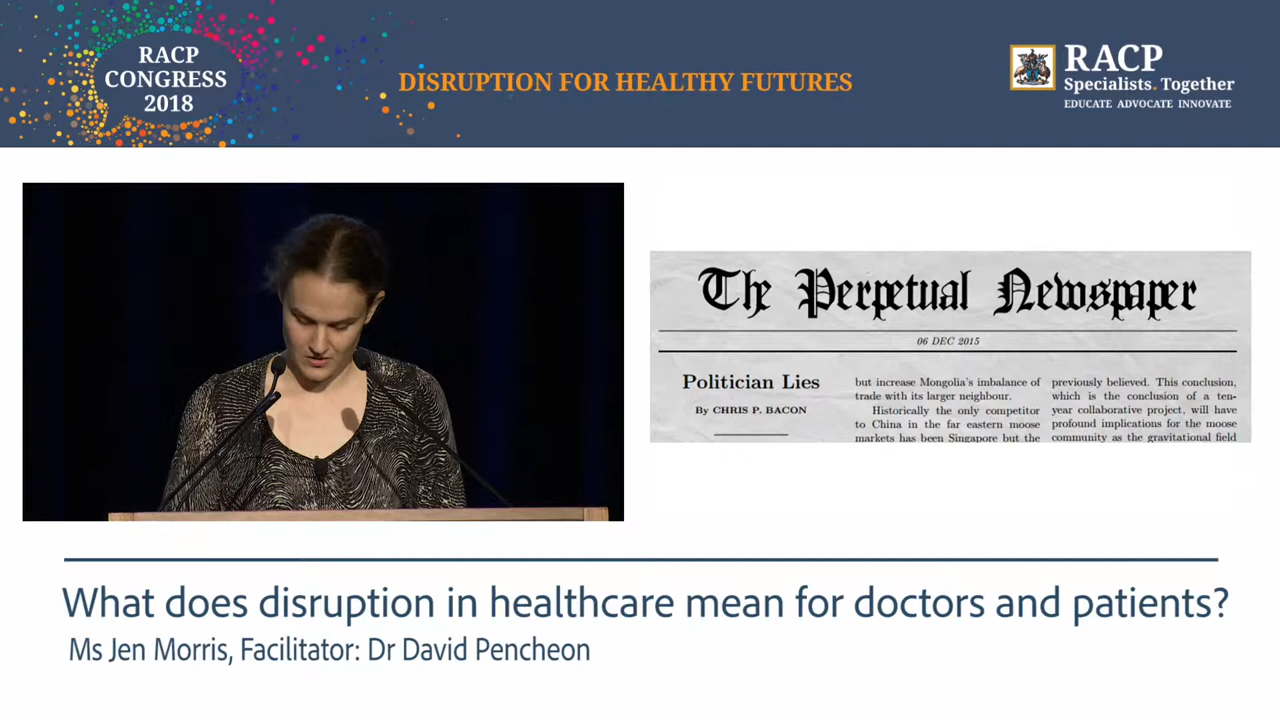 RACP
CONGRESS
2018
DISRUPTION FOR HEALTHY FUTURES
RACP
Specialists. Together
EDUCATE ADVOCATE INNOVATE
The Perpetual Newspaper
06 DEC 2015
Politician Lies
By CHRIS P. BACON
but increase Mongolia's imbalance of
trade with its larger neighbour.
Historically the only competitor
to China in the far eastern moose
markets has been Singapore but the
previously believed. This conclusion,
which is the conclusion of a ten-
year collaborative project, will have
profound implications for the moose
community as the gravitational field
What does disruption in healthcare mean for doctors and patients?
Ms Jen Morris, Facilitator: Dr David Pencheon